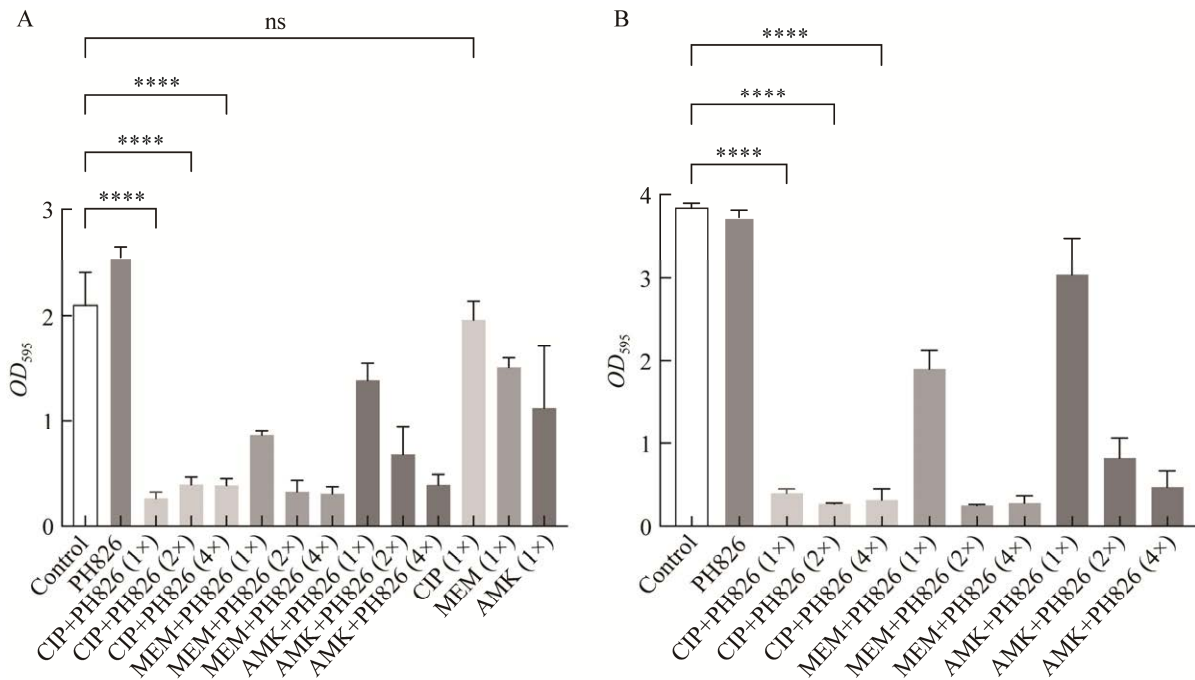 A
ns
****
****
****
****
3
2
1
0
OD595
Control
PH826
CIP+PH826 (1×)
CIP+PH826 (2×)
CIP+PH826 (4×)
MEM+PH826 (1×)
MEM+PH826 (2×)
MEM+PH826 (4×)
AMK+PH826 (1×)
AMK+PH826 (2×)
AMK+PH826 (4×)
CIP (1×)
MEM (1×)
AMK (1×)
B
****
****
****
4
3
2
1
0
OD595
Control
PH826
CIP+PH826 (1×)
CIP+PH826 (2×)
CIP+PH826 (4×)
MEM+PH826 (1×)
MEM+PH826 (2×)
MEM+PH826 (4×)
AMK+PH826 (1×)
AMK+PH826 (2×)
AMK+PH826 (4×)